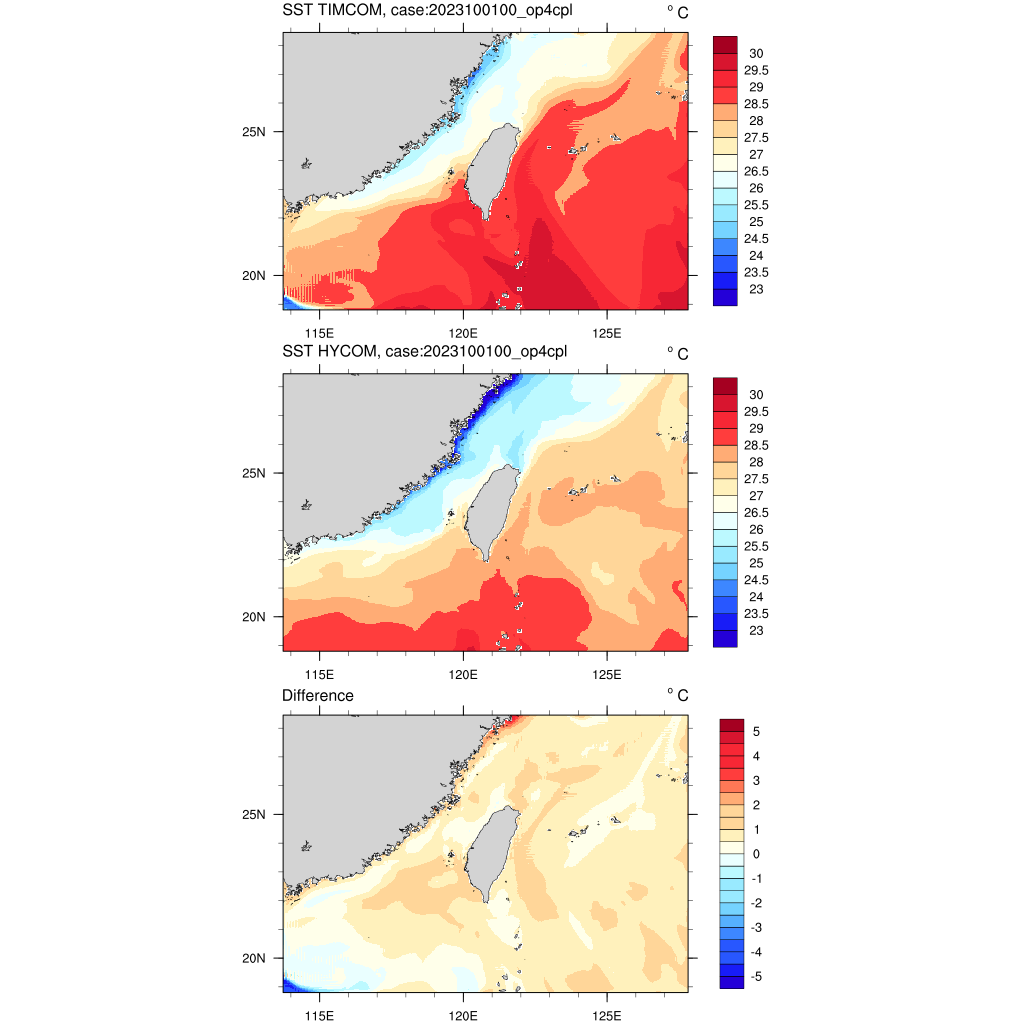 SST TIMCOM, case:2023100100_op4cpl
° C
30
29.5
29
28.5
28
27.5
27
26.5
26
25.5
25
24.5
24
23.5
23
25N
20N
115E
120E
125E
SST HYCOM, case:2023100100_op4cpl
° C
30
29.5
29
28.5
28
27.5
27
26.5
26
25.5
25
24.5
24
23.5
23
25N
20N
115E
120E
125E
Difference
° C
5
4
3
2
1
0
-1
-2
-3
-4
-5
25N
20N
115E
120E
125E